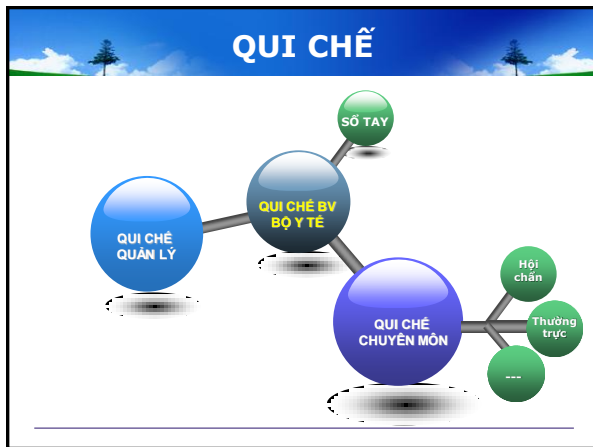 QUI CHẾ
SỔ TAY
QUI CHẾ BV
BỘ Y TẾ
QUI CHẾ
QUẢN LÝ
Hội
chẩn
Thường
trực
QUI CHẾ
CHUYÊN MÔN
---